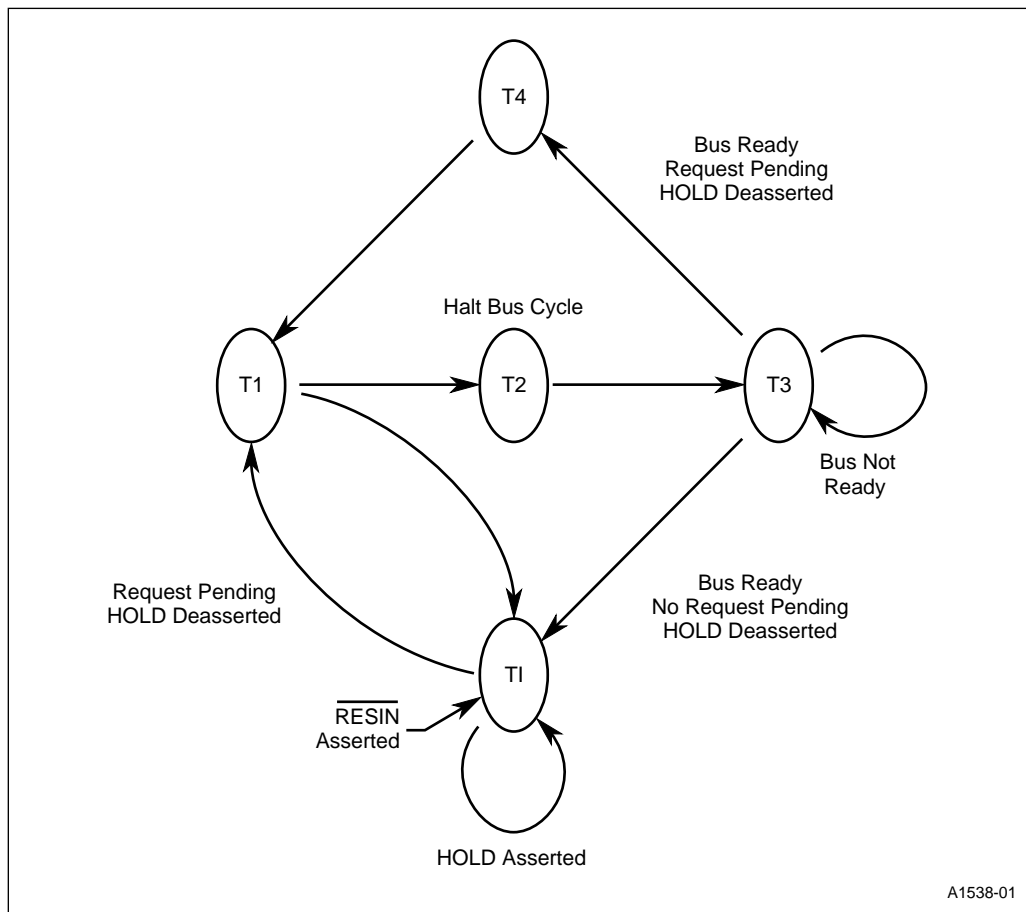 T4
Bus Ready
Request Pending
HOLD Deasserted
Halt Bus Cycle
T1
T2
T3
Bus Not
Ready
Request Pending
HOLD Deasserted
Bus Ready
No Request Pending
HOLD Deasserted
TI
RESIN
Asserted
HOLD Asserted
A1538-01